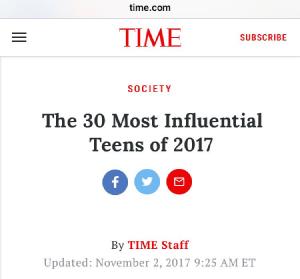 time.com
TIME
SUBSCRIBE
SOCIETY
The 30 Most Influential
Teens of 2017
By TIME Staff
Updated: November 2, 2017 9:25 AM ET